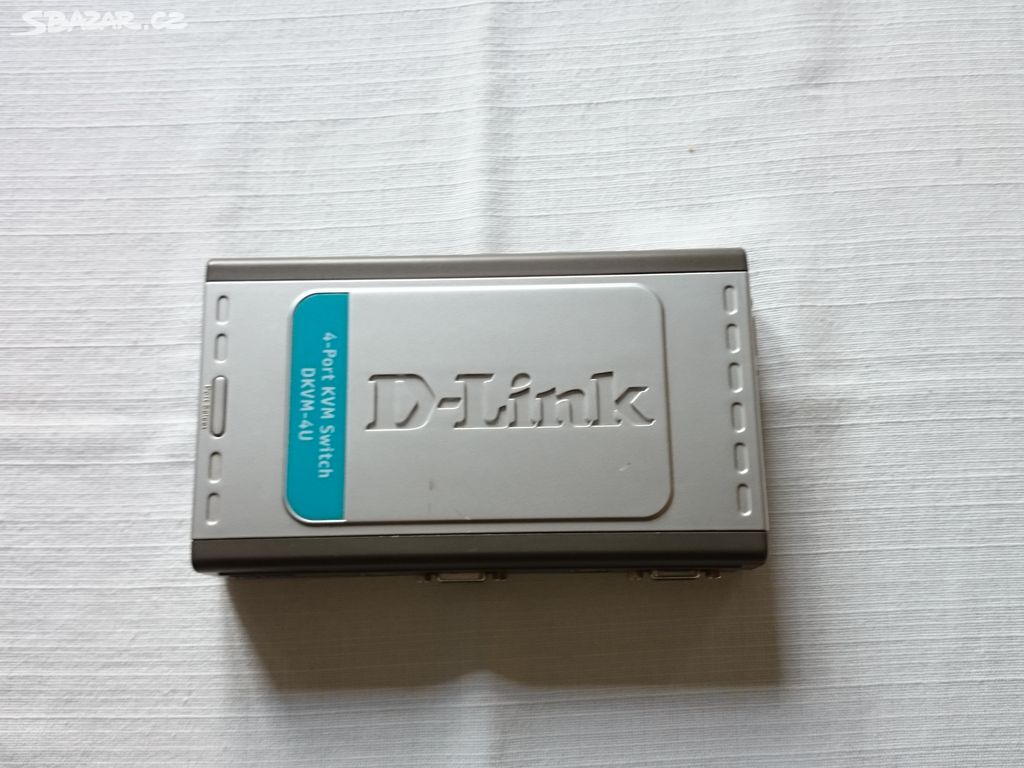 SBAZAR.CZ
4-Port KVM Switch
DKVM-4U
D-Link